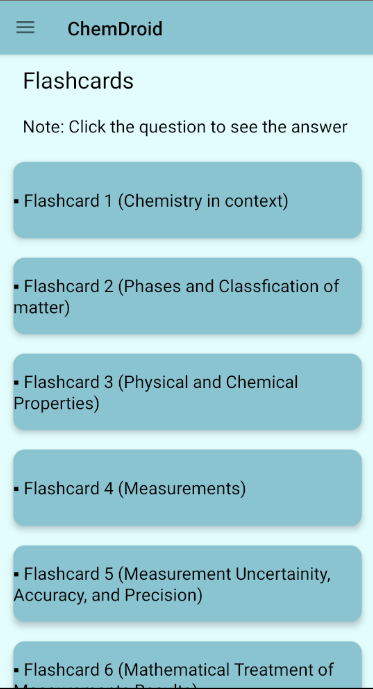 ChemDroid
Flashcards
Note: Click the question to see the answer
▪ Flashcard 1 (Chemistry in context)
▪ Flashcard 2 (Phases and Classfication of
matter)
▪ Flashcard 3 (Physical and Chemical
Properties)
▪ Flashcard 4 (Measurements)
▪ Flashcard 5 (Measurement Uncertainity,
Accuracy, and Precision)
▪ Flashcard 6 (Mathematical Treatment of
Measurements Results)